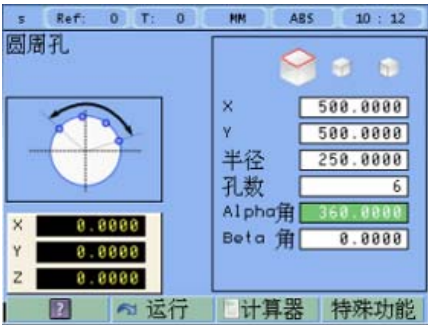 s Ref: 0 T: 0 MM ABS 10 : 12
圆周孔
X 500.0000
Y 500.0000
半径 250.0000
孔数 6
Alpha角 360.0000
Beta 角 0.0000
X 0.0000
Y 0.0000
Z 0.0000
? 运行 计算器 特殊功能